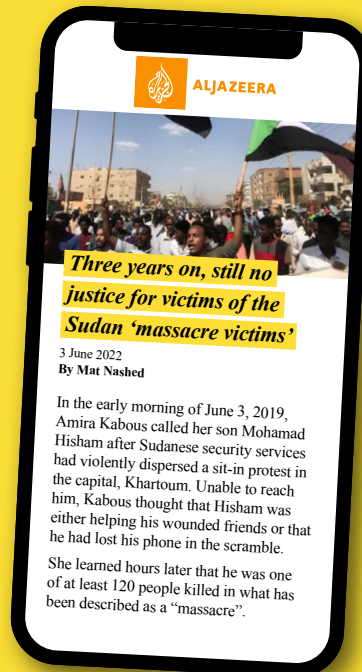 ALJAZEERA
Three years on, still no
justice for victims of the
Sudan ‘massacre victims’
3 June 2022
By Mat Nashed
In the early morning of June 3, 2019,
Amira Kabous called her son Mohamad
Hisham after Sudanese security services
had violently dispersed a sit-in protest in
the capital, Khartoum. Unable to reach
him, Kabous thought that Hisham was
either helping his wounded friends or that
he had lost his phone in the scramble.
She learned hours later that he was one
of at least 120 people killed in what has
been described as a “massacre”.